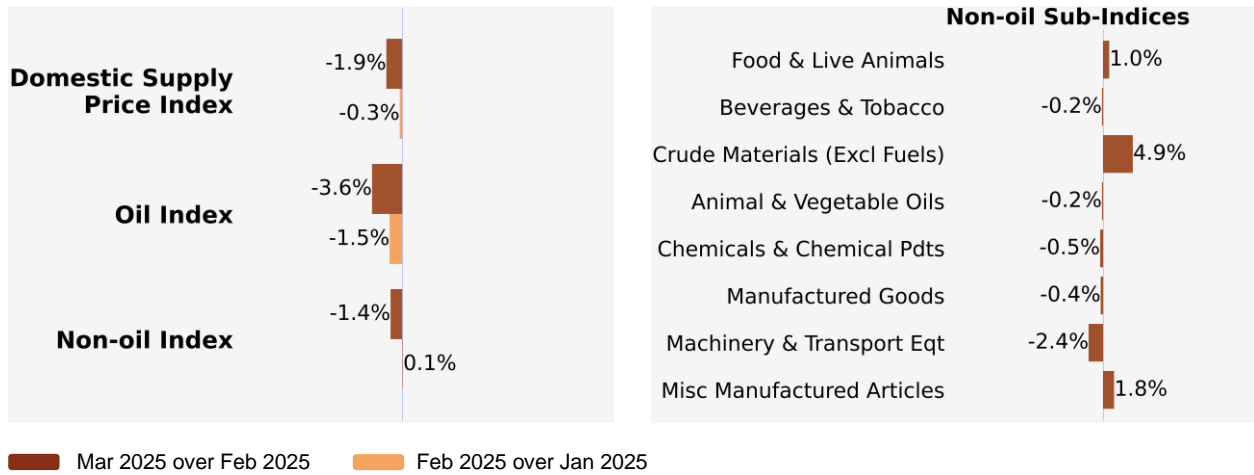 -1.9%
Domestic Supply
Price Index
-0.3%
-3.6%
Oil Index
-1.5%
-1.4%
Non-oil Index
0.1%
Non-oil Sub-Indices
Food & Live Animals 1.0%
Beverages & Tobacco -0.2%
Crude Materials (Excl Fuels) 4.9%
Animal & Vegetable Oils -0.2%
Chemicals & Chemical Pdts -0.5%
Manufactured Goods -0.4%
Machinery & Transport Eqt -2.4%
Misc Manufactured Articles 1.8%
Mar 2025 over Feb 2025 Feb 2025 over Jan 2025